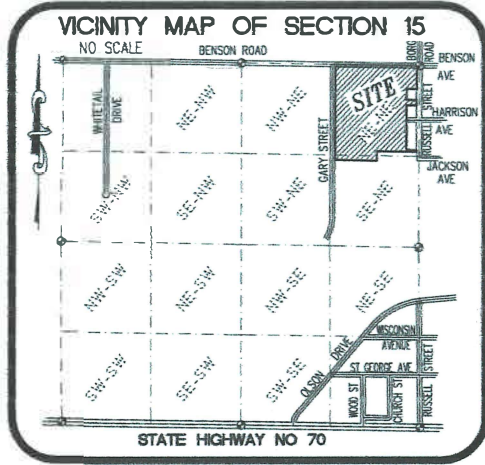 VICINITY MAP OF SECTION 15
NO SCALE
BENSON ROAD
BORG
ROAD
BENSON
AVE
WHITETAIL
DRIVE
NE-NW
NW-NE
SITE
NE-NE
STREET
HARRISON
AVE
RUSSELL
JACKSON
AVE
GARY STREET
SW-NW
SE-NW
SW-NE
SE-NE
NW-SW
NE-SW
NW-SE
SW-SW
SE-SW
SW-SE
OLSON DRIVE
WISCONSIN
AVENUE
ST GEORGE AVE
WOOD ST
CHURCH ST
STREET
RUSSELL
STATE HIGHWAY NO 70